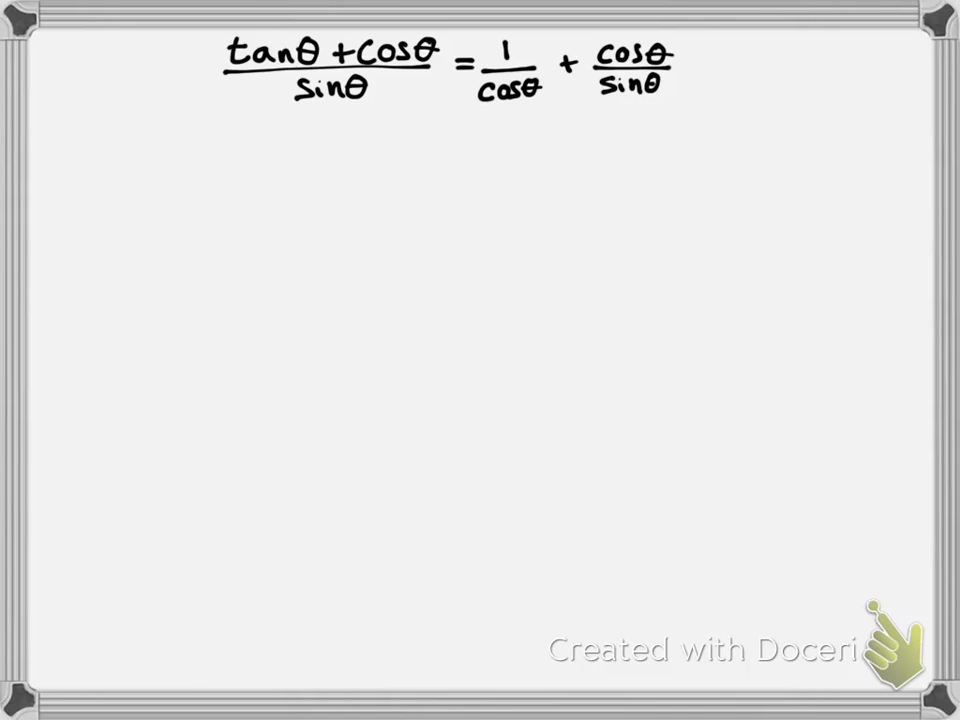 tanθ + cosθ / sinθ = 1 / cosθ + cosθ / sinθ
Created with Doceri